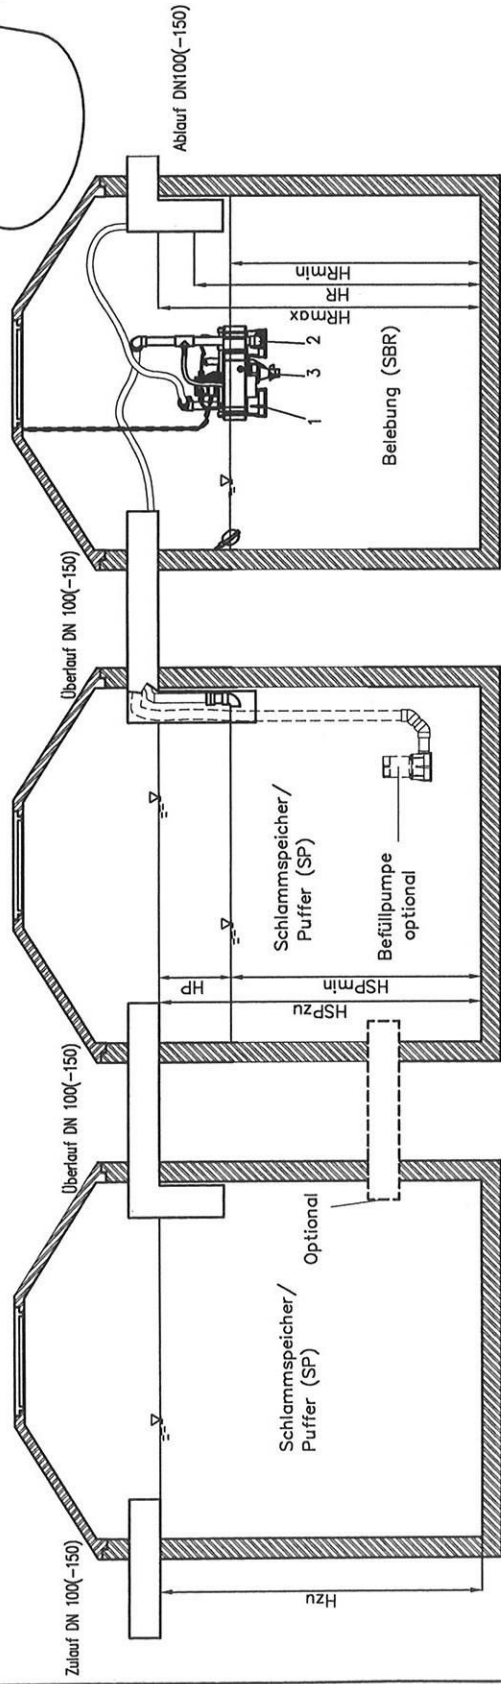 Zulauf DN 100(-150)
Überlauf DN 100(-150)
Überlauf DN 100(-150)
Ablauf DN100(-150)
Hzu
Schlammspeicher/
Puffer (SP)
Optional
HP
HSPzu
HSPmin
Schlammspeicher/
Puffer (SP)
Befüllpumpe
optional
1
3
2
HRmax
HR
HRmin
Belebung (SBR)